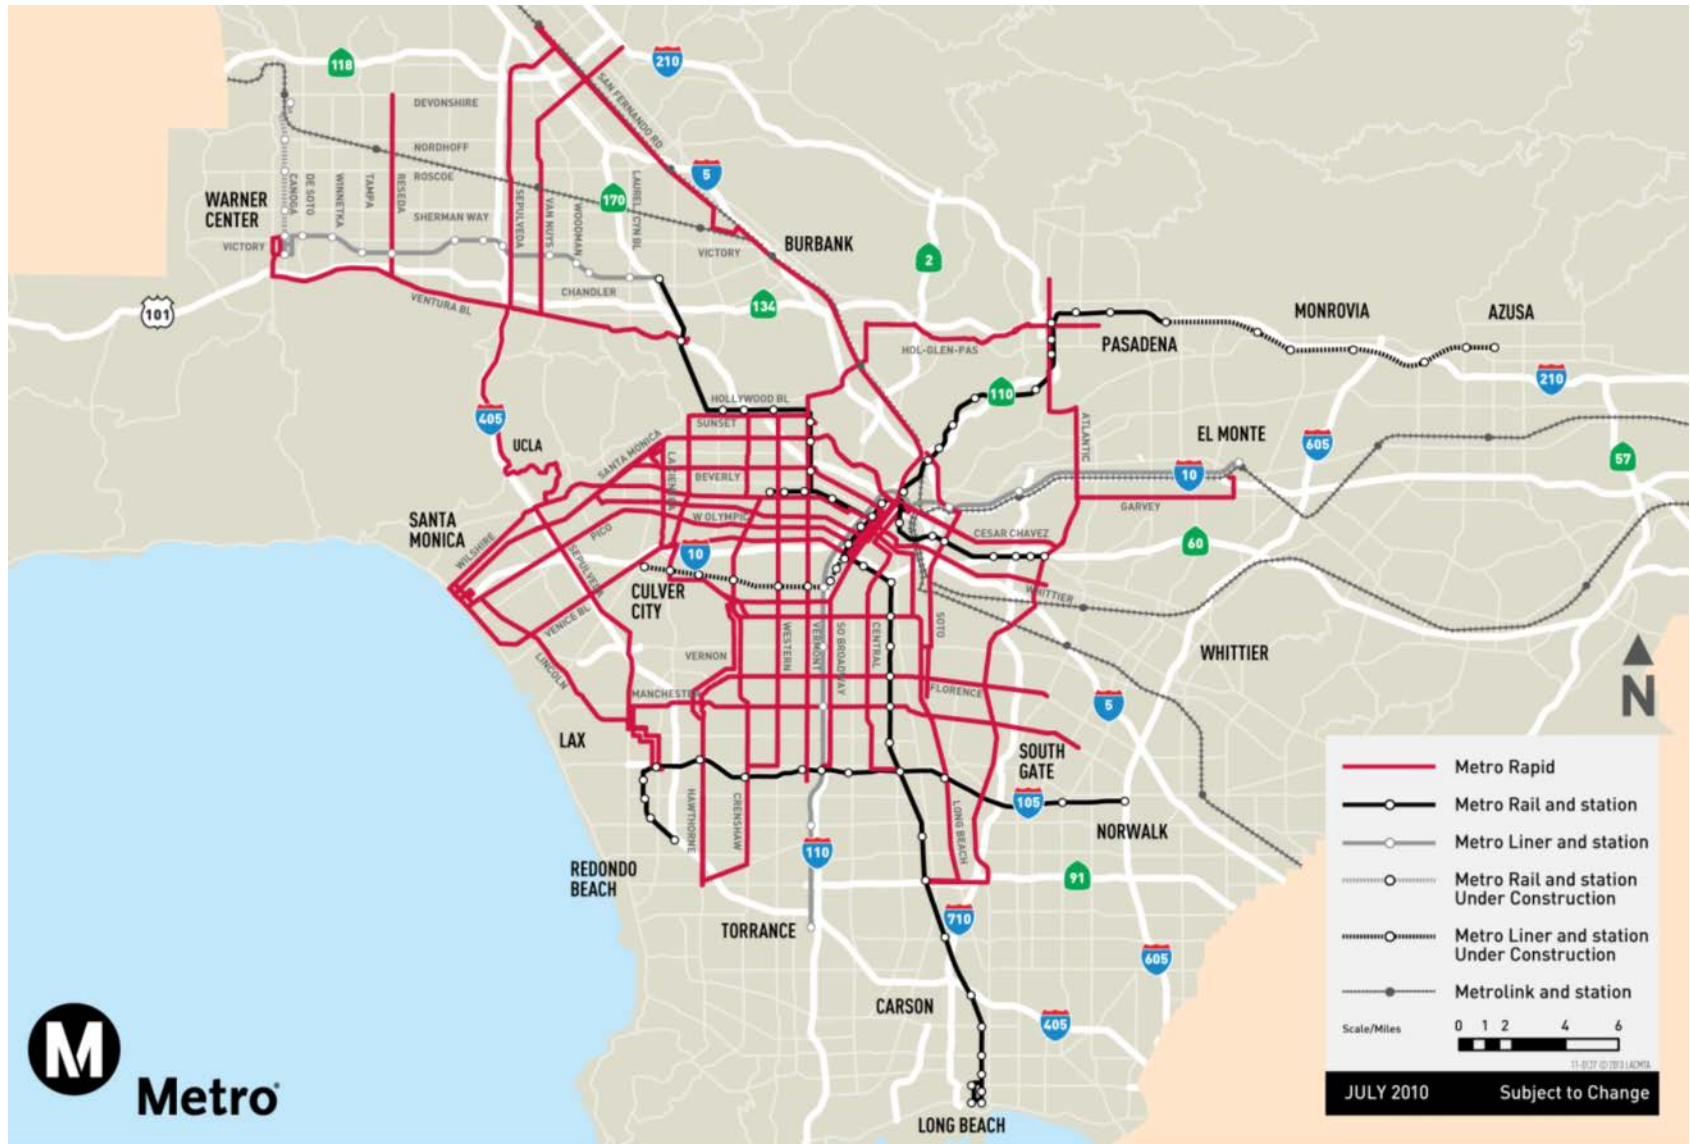 118
210
SAN FERNANDO RD
DEVONSHIRE
NORDHOFF
ROSCOE
5
WARNER
CENTER
CANOGA
DE SOTO
WINNETKA
TAMPA
RESEDA
SHERMAN WAY
SEPULVEDA
VAN NUYS
WOODMAN
170
LAUREL CYN BL
VICTORY
VICTORY
BURBANK
2
CHANDLER
101
VENTURA BL
134
HOL-GLEN-PAS
PASADENA
MONROVIA
AZUSA
210
110
405
HOLLYWOOD BL
SUNSET
UCLA
SANTA MONICA
LA CIENEGA
BEVERLY
ATLANTIC
EL MONTE
605
57
10
GARVEY
SANTA
MONICA
WILSHIRE
PICO
W OLYMPIC
CESAR CHAVEZ
60
10
SEPULVEDA
CULVER
CITY
VENICE BL
WHITTIER
LINCOLN
VERNON
WESTERN
VERMONT
SO BROADWAY
CENTRAL
SOTO
WHITTIER
MANCHESTER
FLORENCE
5
N
LAX
SOUTH
GATE
105
HAWTHORNE
CRENSHAW
LONG BEACH
NORWALK
110
REDONDO
BEACH
91
710
TORRANCE
605
CARSON
405
LONG BEACH
M
Metro
Metro Rapid
Metro Rail and station
Metro Liner and station
Metro Rail and station
Under Construction
Metro Liner and station
Under Construction
Metrolink and station
Scale/Miles
0 1 2 4 6
11-0127 ©2013 LACMTA
JULY 2010 Subject to Change